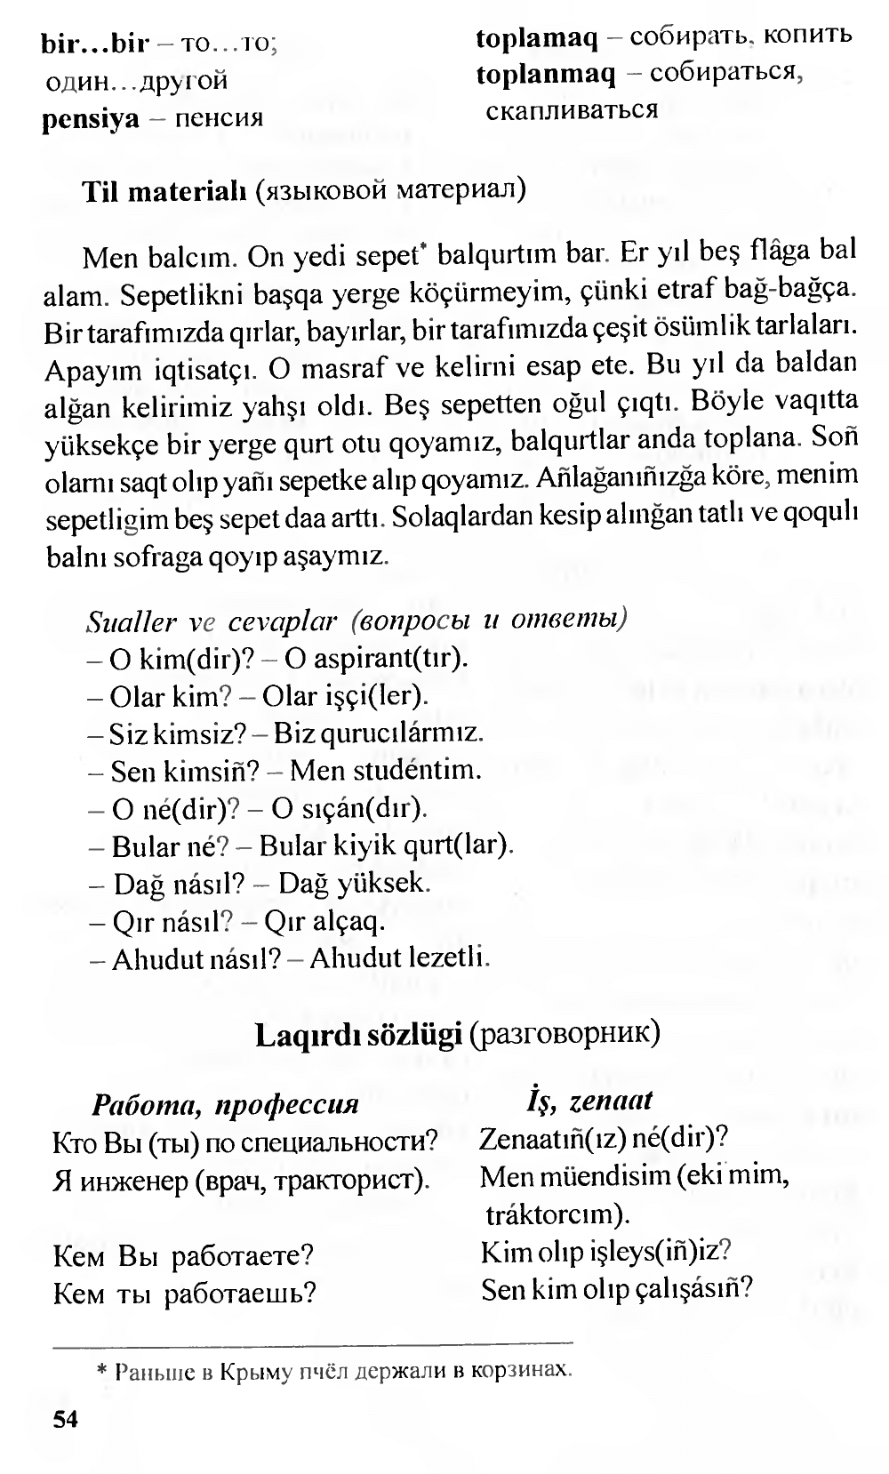 bir...bir – то...то;
один...другой
pensiya – пенсия
toplamaq – собирать, копить
toplanmaq – собираться,
скапливаться
Til materialı (языковой материал)
Men balcım. On yedi sepet* balqurtım bar. Er yıl beş flâga bal
alam. Sepetlikni başqa yerge köçürmeyim, çünki etraf bağ-bağça.
Bir tarafımızda qırlar, bayırlar, bir tarafımızda çeşit ösümlik tarlaları.
Apayım iqtisatçı. O masraf ve kelirni esap ete. Bu yıl da baldan
alğan kelirimiz yahşı oldı. Beş sepetten oğul çıqtı. Böyle vaqıtta
yüksekçe bir yerge qurt otu qoyamız, balqurtlar anda toplana. Soñ
olarnı saqt olıp yañı sepetke alıp qoyamız. Añlağanıñızğa köre, menim
sepetligim beş sepet daa arttı. Solaqlardan kesip alınğan tatlı ve qoqulı
balnı sofraga qoyıp aşaymız.
Sualler ve cevaplar (вопросы и ответы)
– O kim(dir)? – O aspirant(tır).
– Olar kim? – Olar işçi(ler).
– Siz kimsiz? – Biz qurucılármız.
– Sen kimsiñ? – Men studéntim.
– O né(dir)? – O sıçán(dır).
– Bular né? – Bular kiyik qurt(lar).
– Dağ násıl? – Dağ yüksek.
– Qır násıl? – Qır alçaq.
– Ahudut násıl? – Ahudut lezetli.
Laqırdı sözlügi (разговорник)
Работа, профессия
İş, zenaat
Кто Вы (ты) по специальности?
Zenaatıñ(ız) né(dir)?
Я инженер (врач, тракторист).
Men müendisim (eki mim,
tráktorcım).
Кем Вы работаете?
Kim olıp işleys(iñ)iz?
Кем ты работаешь?
Sen kim olıp çalışásıñ?
* Раньше в Крыму пчёл держали в корзинах.
54